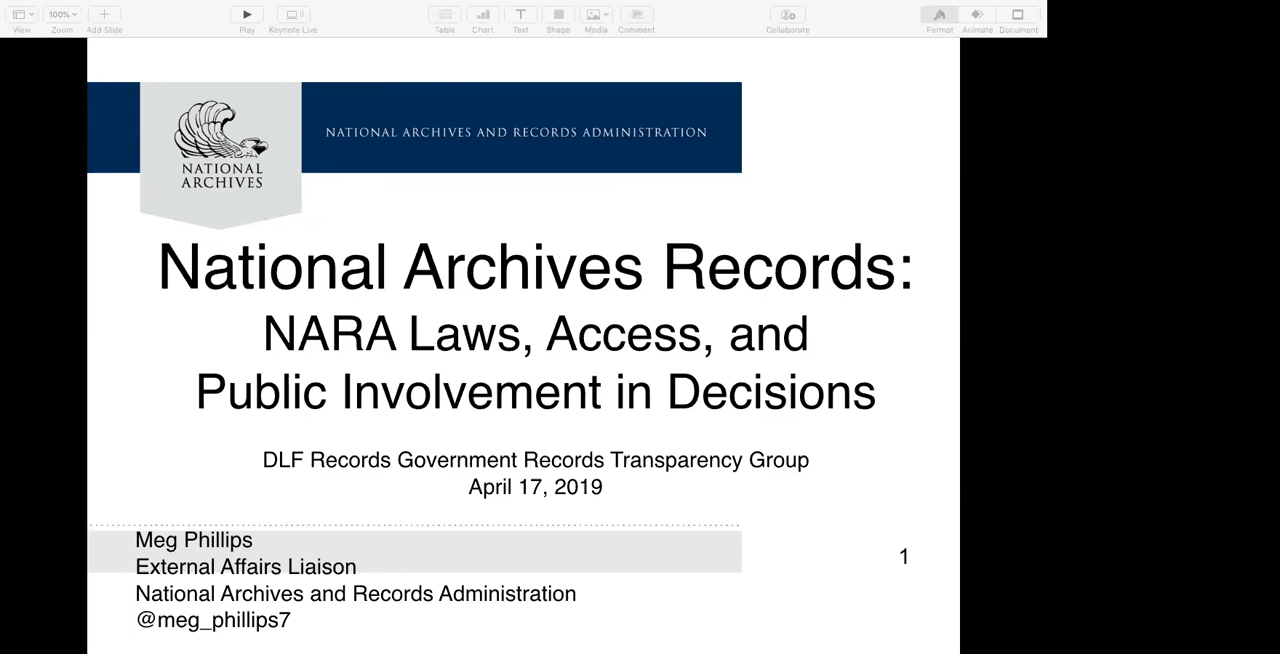 View
100%
Zoom
Add Slide
Play
Keynote Live
Table
Chart
Text
Shape
Media
Comment
Collaborate
Format
Animate
Document
NATIONAL ARCHIVES AND RECORDS ADMINISTRATION
NATIONAL
ARCHIVES
National Archives Records:
NARA Laws, Access, and
Public Involvement in Decisions
DLF Records Government Records Transparency Group
April 17, 2019
Meg Phillips
External Affairs Liaison
National Archives and Records Administration
@meg_phillips7
1